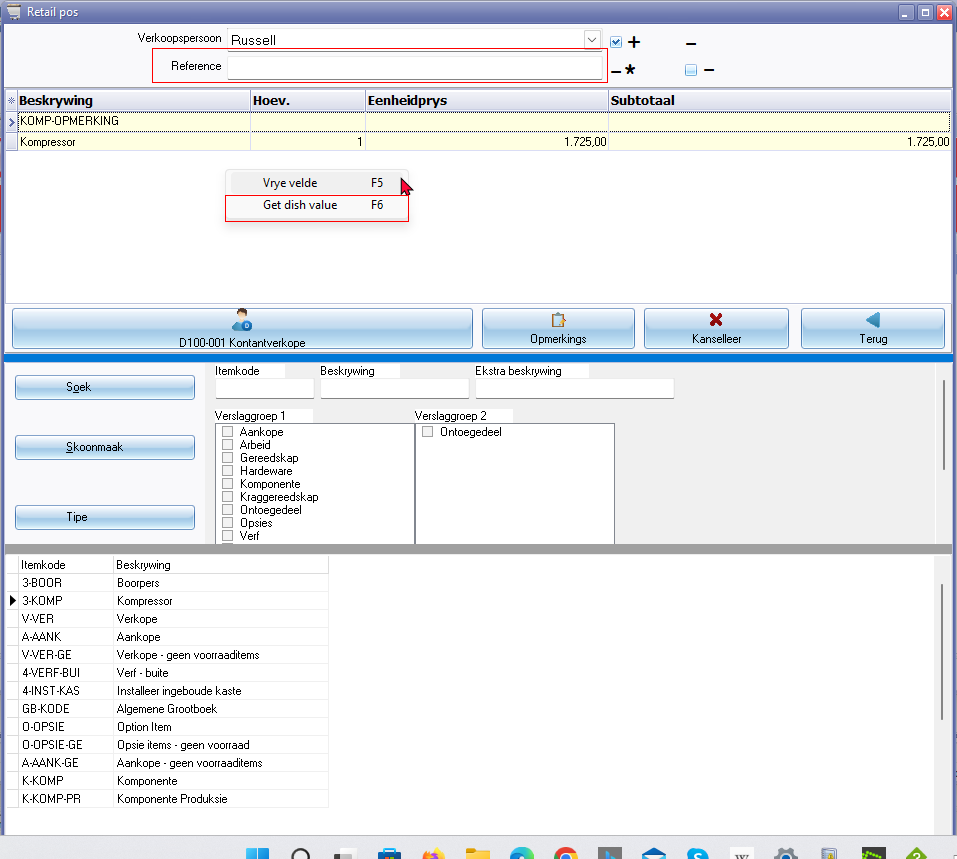 Retail pos
Verkoopspersoon Russell
Reference
Beskrywing Hoev. Eenheidprys Subtotaal
KOMP-OPMERKING
Kompressor 1 1.725,00 1.725,00
Vrye velde F5
Get dish value F6
D100-001 Kontantverkope Opmerkings Kanselleer Terug
Soek
Skoonmaak
Tipe
Itemkode Beskrywing Ekstra beskrywing
Verslaggroep 1 Verslaggroep 2
Aankope Ontoegedeel
Arbeid
Gereedskap
Hardeware
Komponente
Kraggereedskap
Ontoegedeel
Opsies
Verf
Itemkode Beskrywing
3-BOOR Boorpers
3-KOMP Kompressor
V-VER Verkope
A-AANK Aankope
V-VER-GE Verkope - geen voorraaditems
4-VERF-BUI Verf - buite
4-INST-KAS Installeer ingeboude kaste
GB-KODE Algemene Grootboek
O-OPSIE Option Item
O-OPSIE-GE Opsie items - geen voorraad
A-AANK-GE Aankope - geen voorraaditems
K-KOMP Komponente
K-KOMP-PR Komponente Produksie